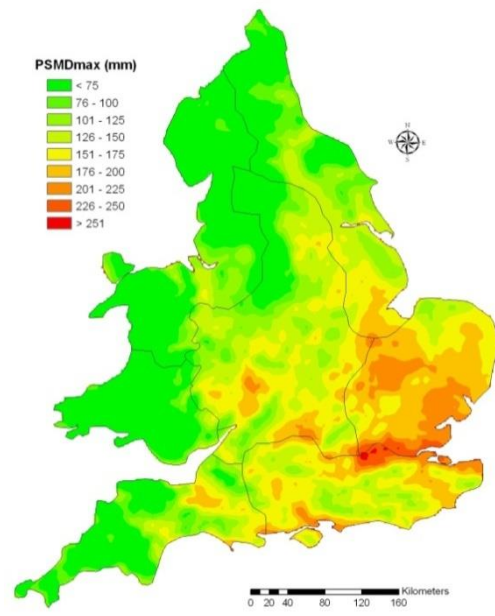 PSMDmax (mm)
< 75
76 - 100
101 - 125
126 - 150
151 - 175
176 - 200
201 - 225
226 - 250
> 251
N
W E
S
Kilometers
0 20 40 80 120 160